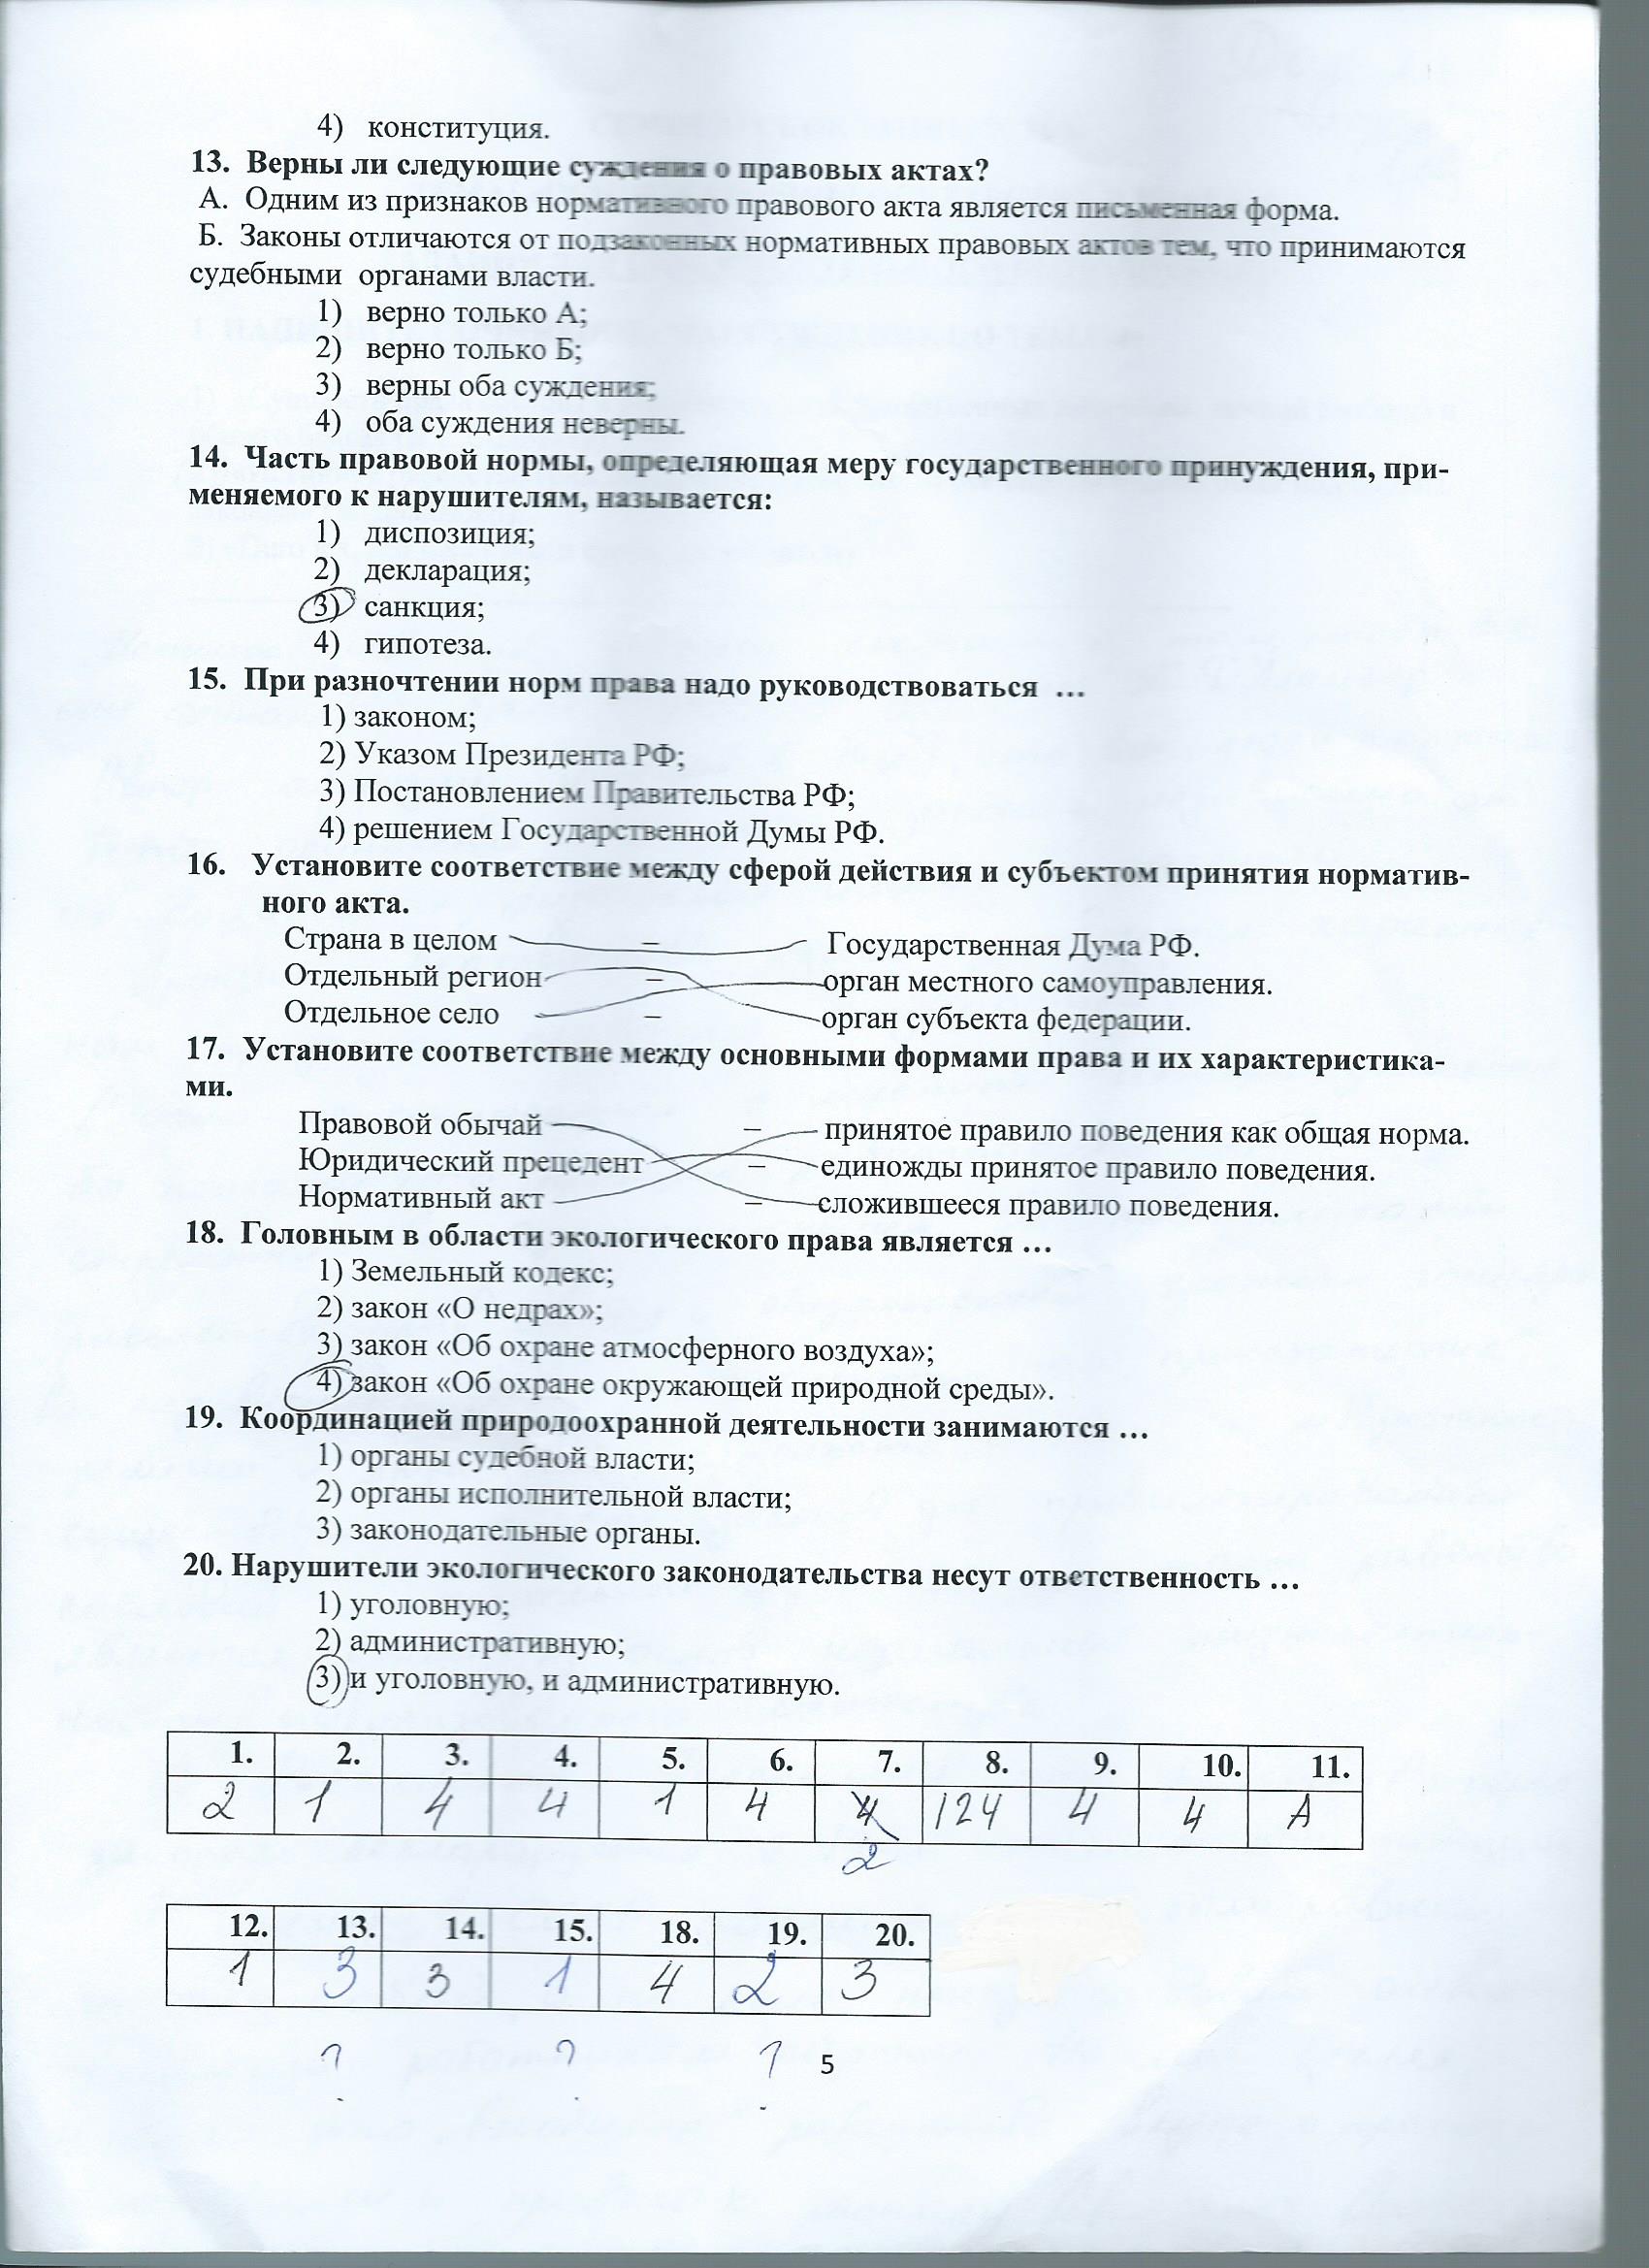 4) конституция.
13. Верны ли следующие суждения о правовых актах?
А. Одним из признаков нормативного правового акта является письменная форма.
Б. Законы отличаются от подзаконных нормативных правовых актов тем, что принимаются
судебными органами власти.
1) верно только А;
2) верно только Б;
3) верны оба суждения;
4) оба суждения неверны.
14. Часть правовой нормы, определяющая меру государственного принуждения, при-
меняемого к нарушителям, называется:
1) диспозиция;
2) декларация;
3) санкция;
4) гипотеза.
15. При разночтении норм права надо руководствоваться …
1) законом;
2) Указом Президента РФ;
3) Постановлением Правительства РФ;
4) решением Государственной Думы РФ.
16. Установите соответствие между сферой действия и субъектом принятия норматив-
ного акта.
Страна в целом – Государственная Дума РФ.
Отдельный регион – орган местного самоуправления.
Отдельное село – орган субъекта федерации.
17. Установите соответствие между основными формами права и их характеристика-
ми.
Правовой обычай – принятое правило поведения как общая норма.
Юридический прецедент – единожды принятое правило поведения.
Нормативный акт – сложившееся правило поведения.
18. Головным в области экологического права является …
1) Земельный кодекс;
2) закон «О недрах»;
3) закон «Об охране атмосферного воздуха»;
4) закон «Об охране окружающей природной среды».
19. Координацией природоохранной деятельности занимаются …
1) органы судебной власти;
2) органы исполнительной власти;
3) законодательные органы.
20. Нарушители экологического законодательства несут ответственность …
1) уголовную;
2) административную;
3) и уголовную, и административную.
1. 2. 3. 4. 5. 6. 7. 8. 9. 10. 11.
2 1 4 4 1 4 4 124 4 4 А
2
12. 13. 14. 15. 18. 19. 20.
1 3 3 1 4 2 3
? ? ? 5